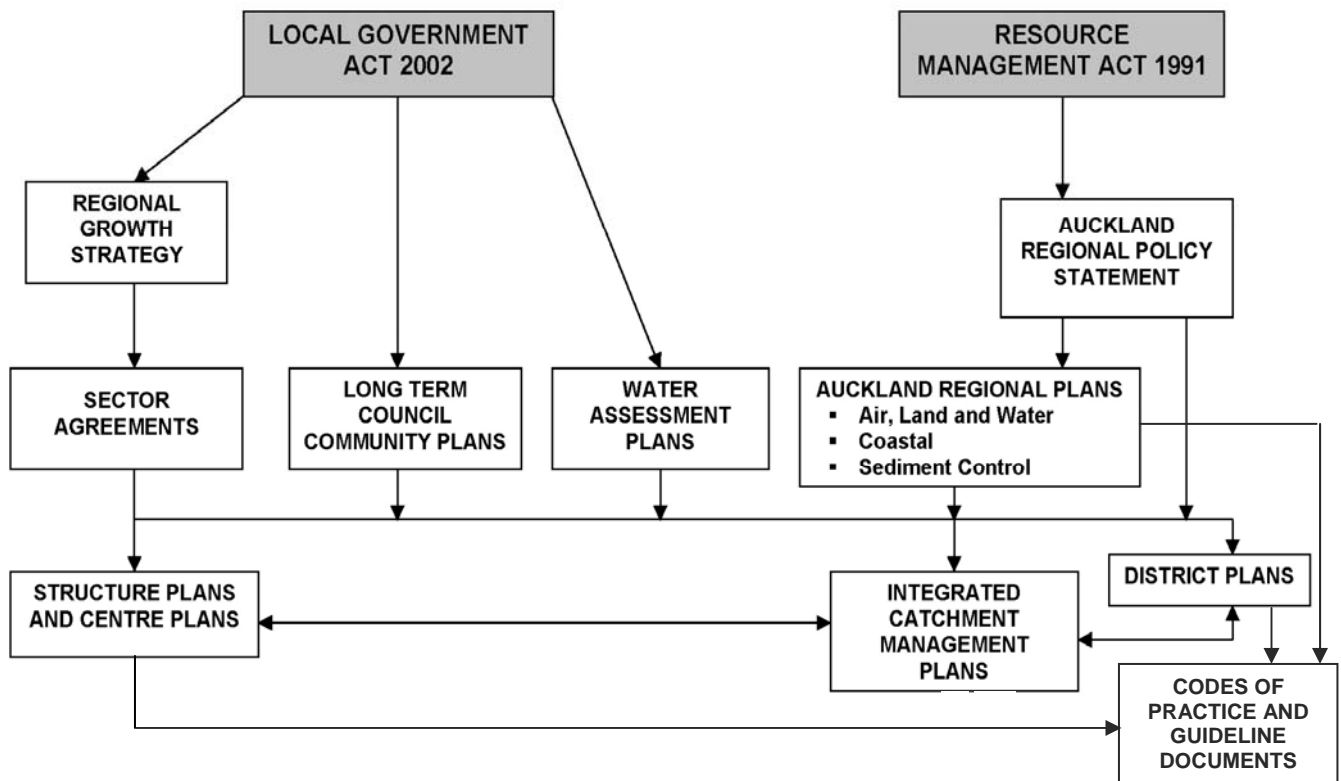 LOCAL GOVERNMENT
ACT 2002
RESOURCE
MANAGEMENT ACT 1991
REGIONAL
GROWTH
STRATEGY
AUCKLAND
REGIONAL POLICY
STATEMENT
SECTOR
AGREEMENTS
LONG TERM
COUNCIL
COMMUNITY PLANS
WATER
ASSESSMENT
PLANS
AUCKLAND REGIONAL PLANS
▪ Air, Land and Water
▪ Coastal
▪ Sediment Control
STRUCTURE PLANS
AND CENTRE PLANS
INTEGRATED
CATCHMENT
MANAGEMENT
PLANS
DISTRICT PLANS
CODES OF
PRACTICE AND
GUIDELINE
DOCUMENTS